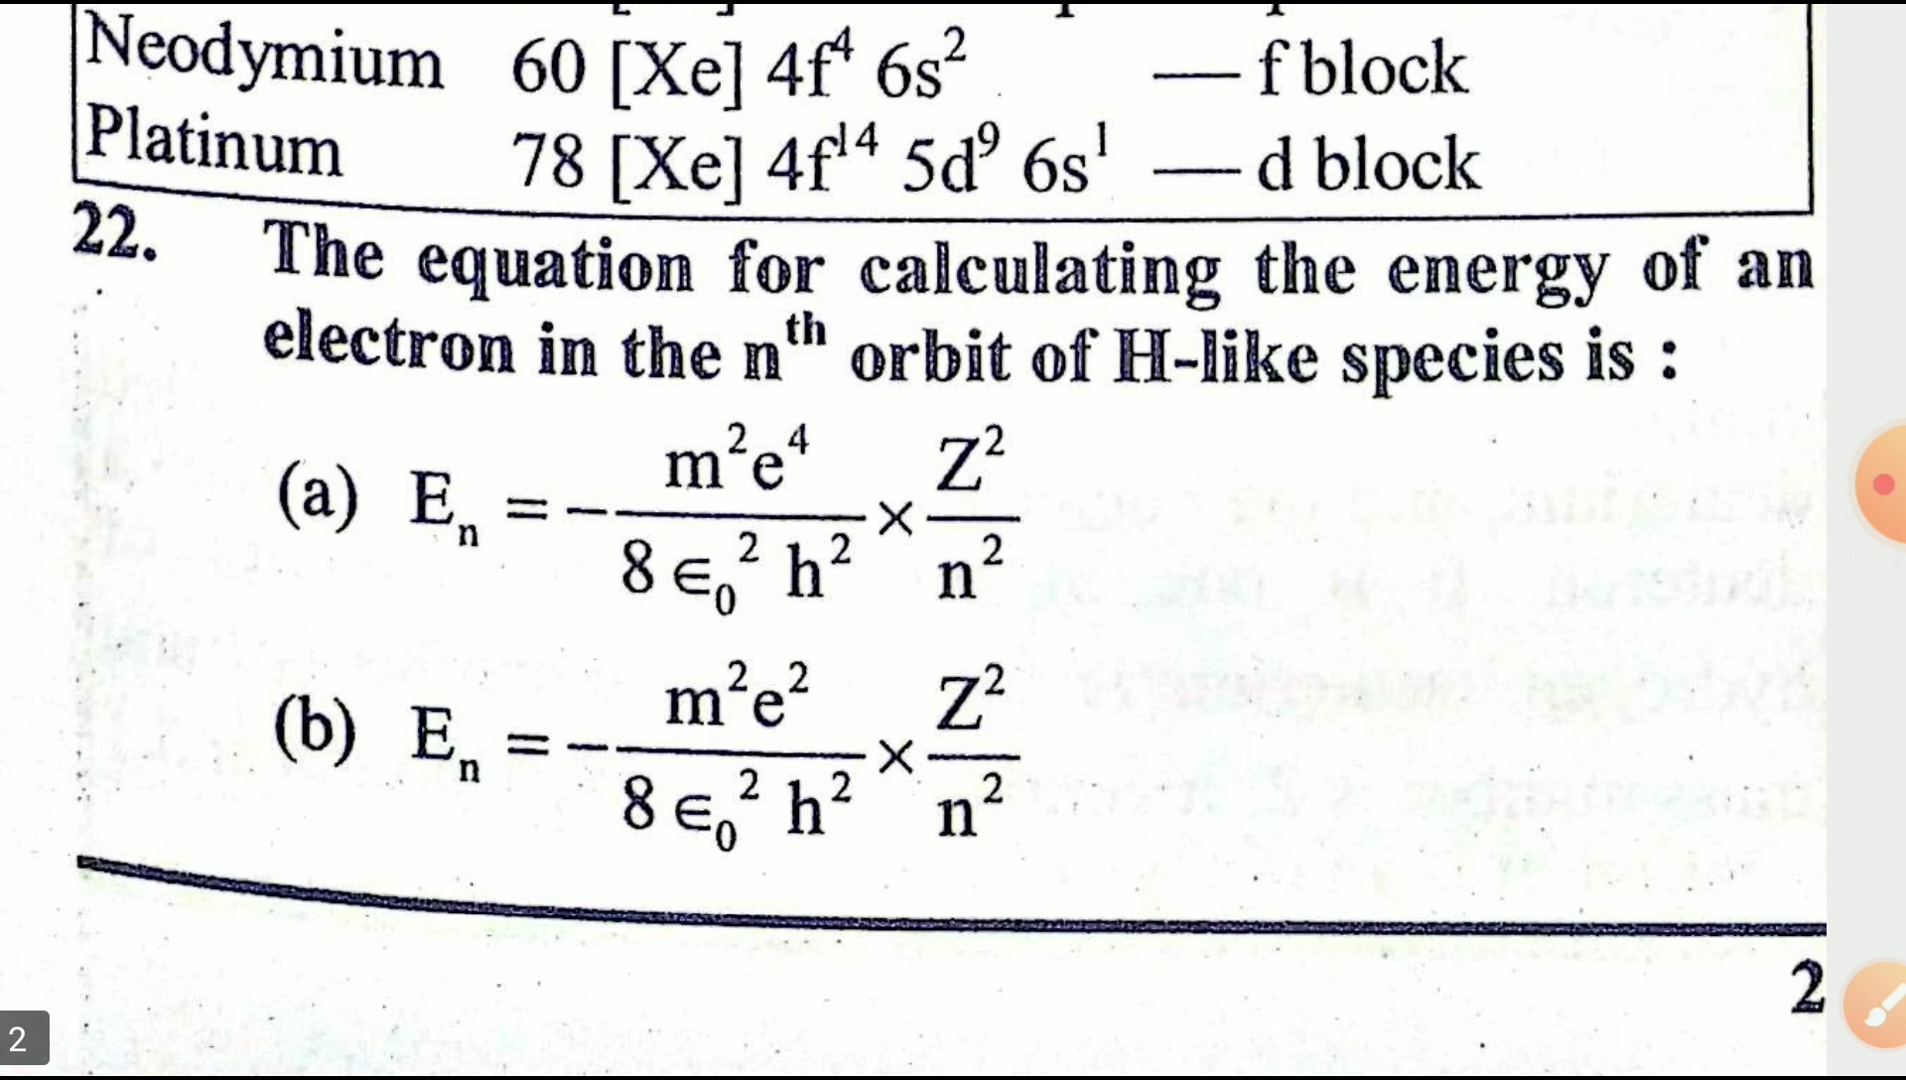 Neodymium 60 [Xe] 4f⁴ 6s² — f block
Platinum 78 [Xe] 4f¹⁴ 5d⁹ 6s¹ — d block
22. The equation for calculating the energy of an
electron in the nᵗʰ orbit of H-like species is :
(a) Eₙ = − m²e⁴ / 8 ∈₀² h² × Z² / n²
(b) Eₙ = − m²e² / 8 ∈₀² h² × Z² / n²
2
2